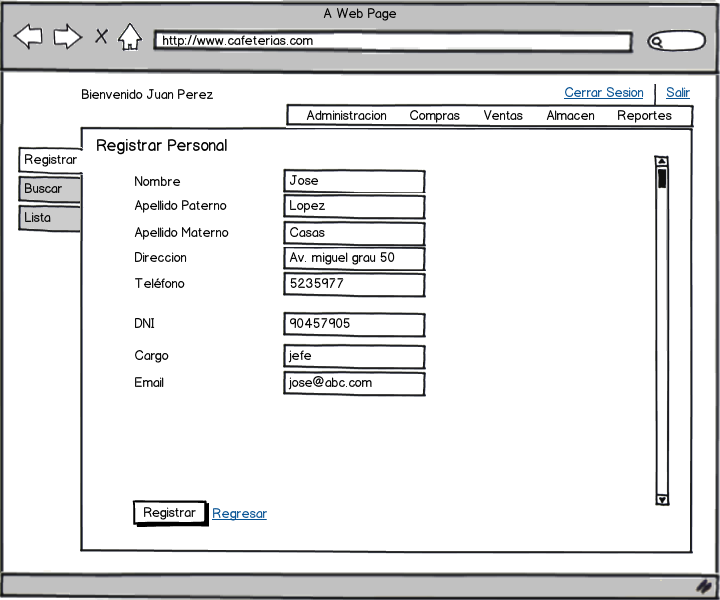 A Web Page
http://www.cafeterias.com
Bienvenido Juan Perez
Cerrar Sesion Salir
Administracion Compras Ventas Almacen Reportes
Registrar
Buscar
Lista
Registrar Personal
Nombre Jose
Apellido Paterno Lopez
Apellido Materno Casas
Direccion Av. miguel grau 50
Teléfono 5235977
DNI 90457905
Cargo jefe
Email jose@abc.com
Registrar Regresar